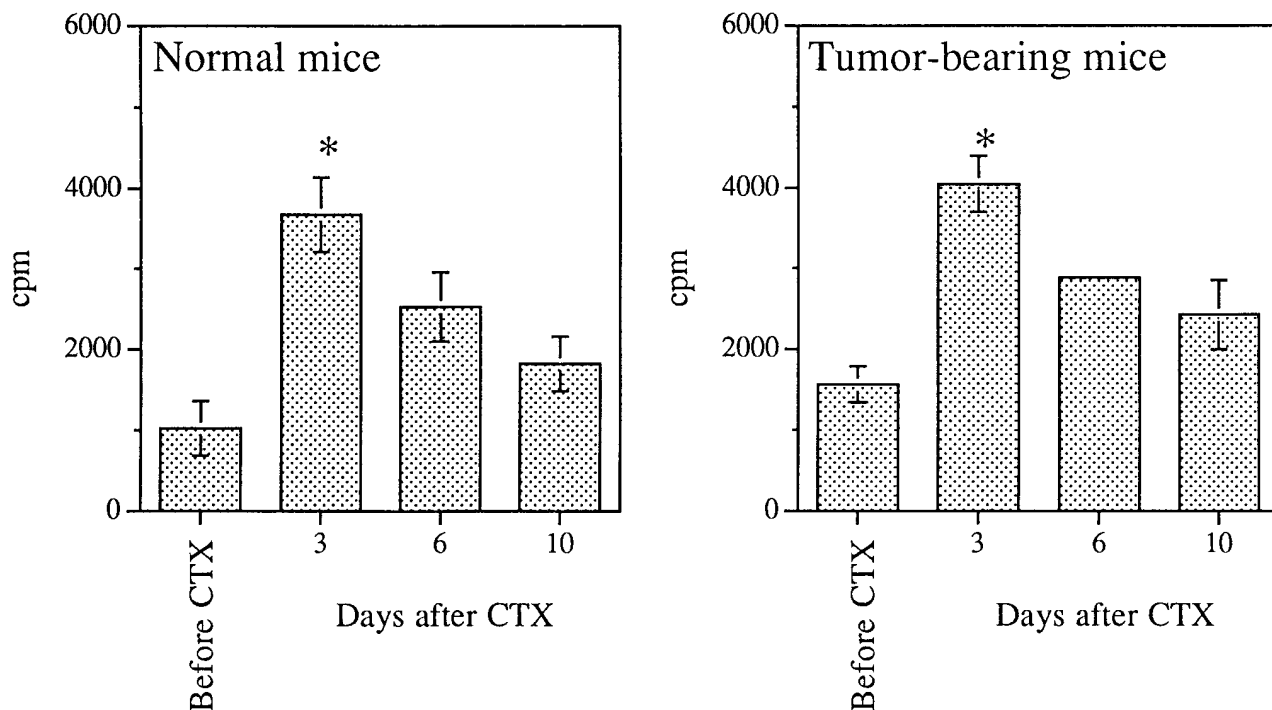 Normal mice
6000
4000
2000
0
cpm
*
Before CTX
3
6
10
Days after CTX
Tumor-bearing mice
6000
4000
2000
0
cpm
*
Before CTX
3
6
10
Days after CTX